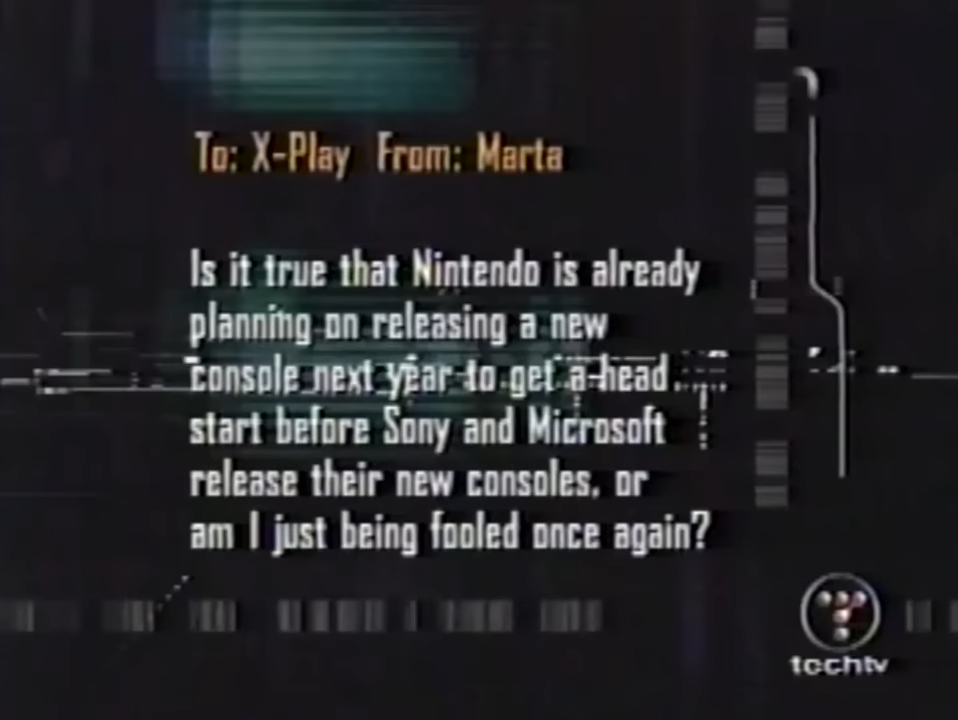 To: X-Play From: Marta
Is it true that Nintendo is already
planning on releasing a new
console next year to get a head
start before Sony and Microsoft
release their new consoles, or
am I just being fooled once again?
techtv